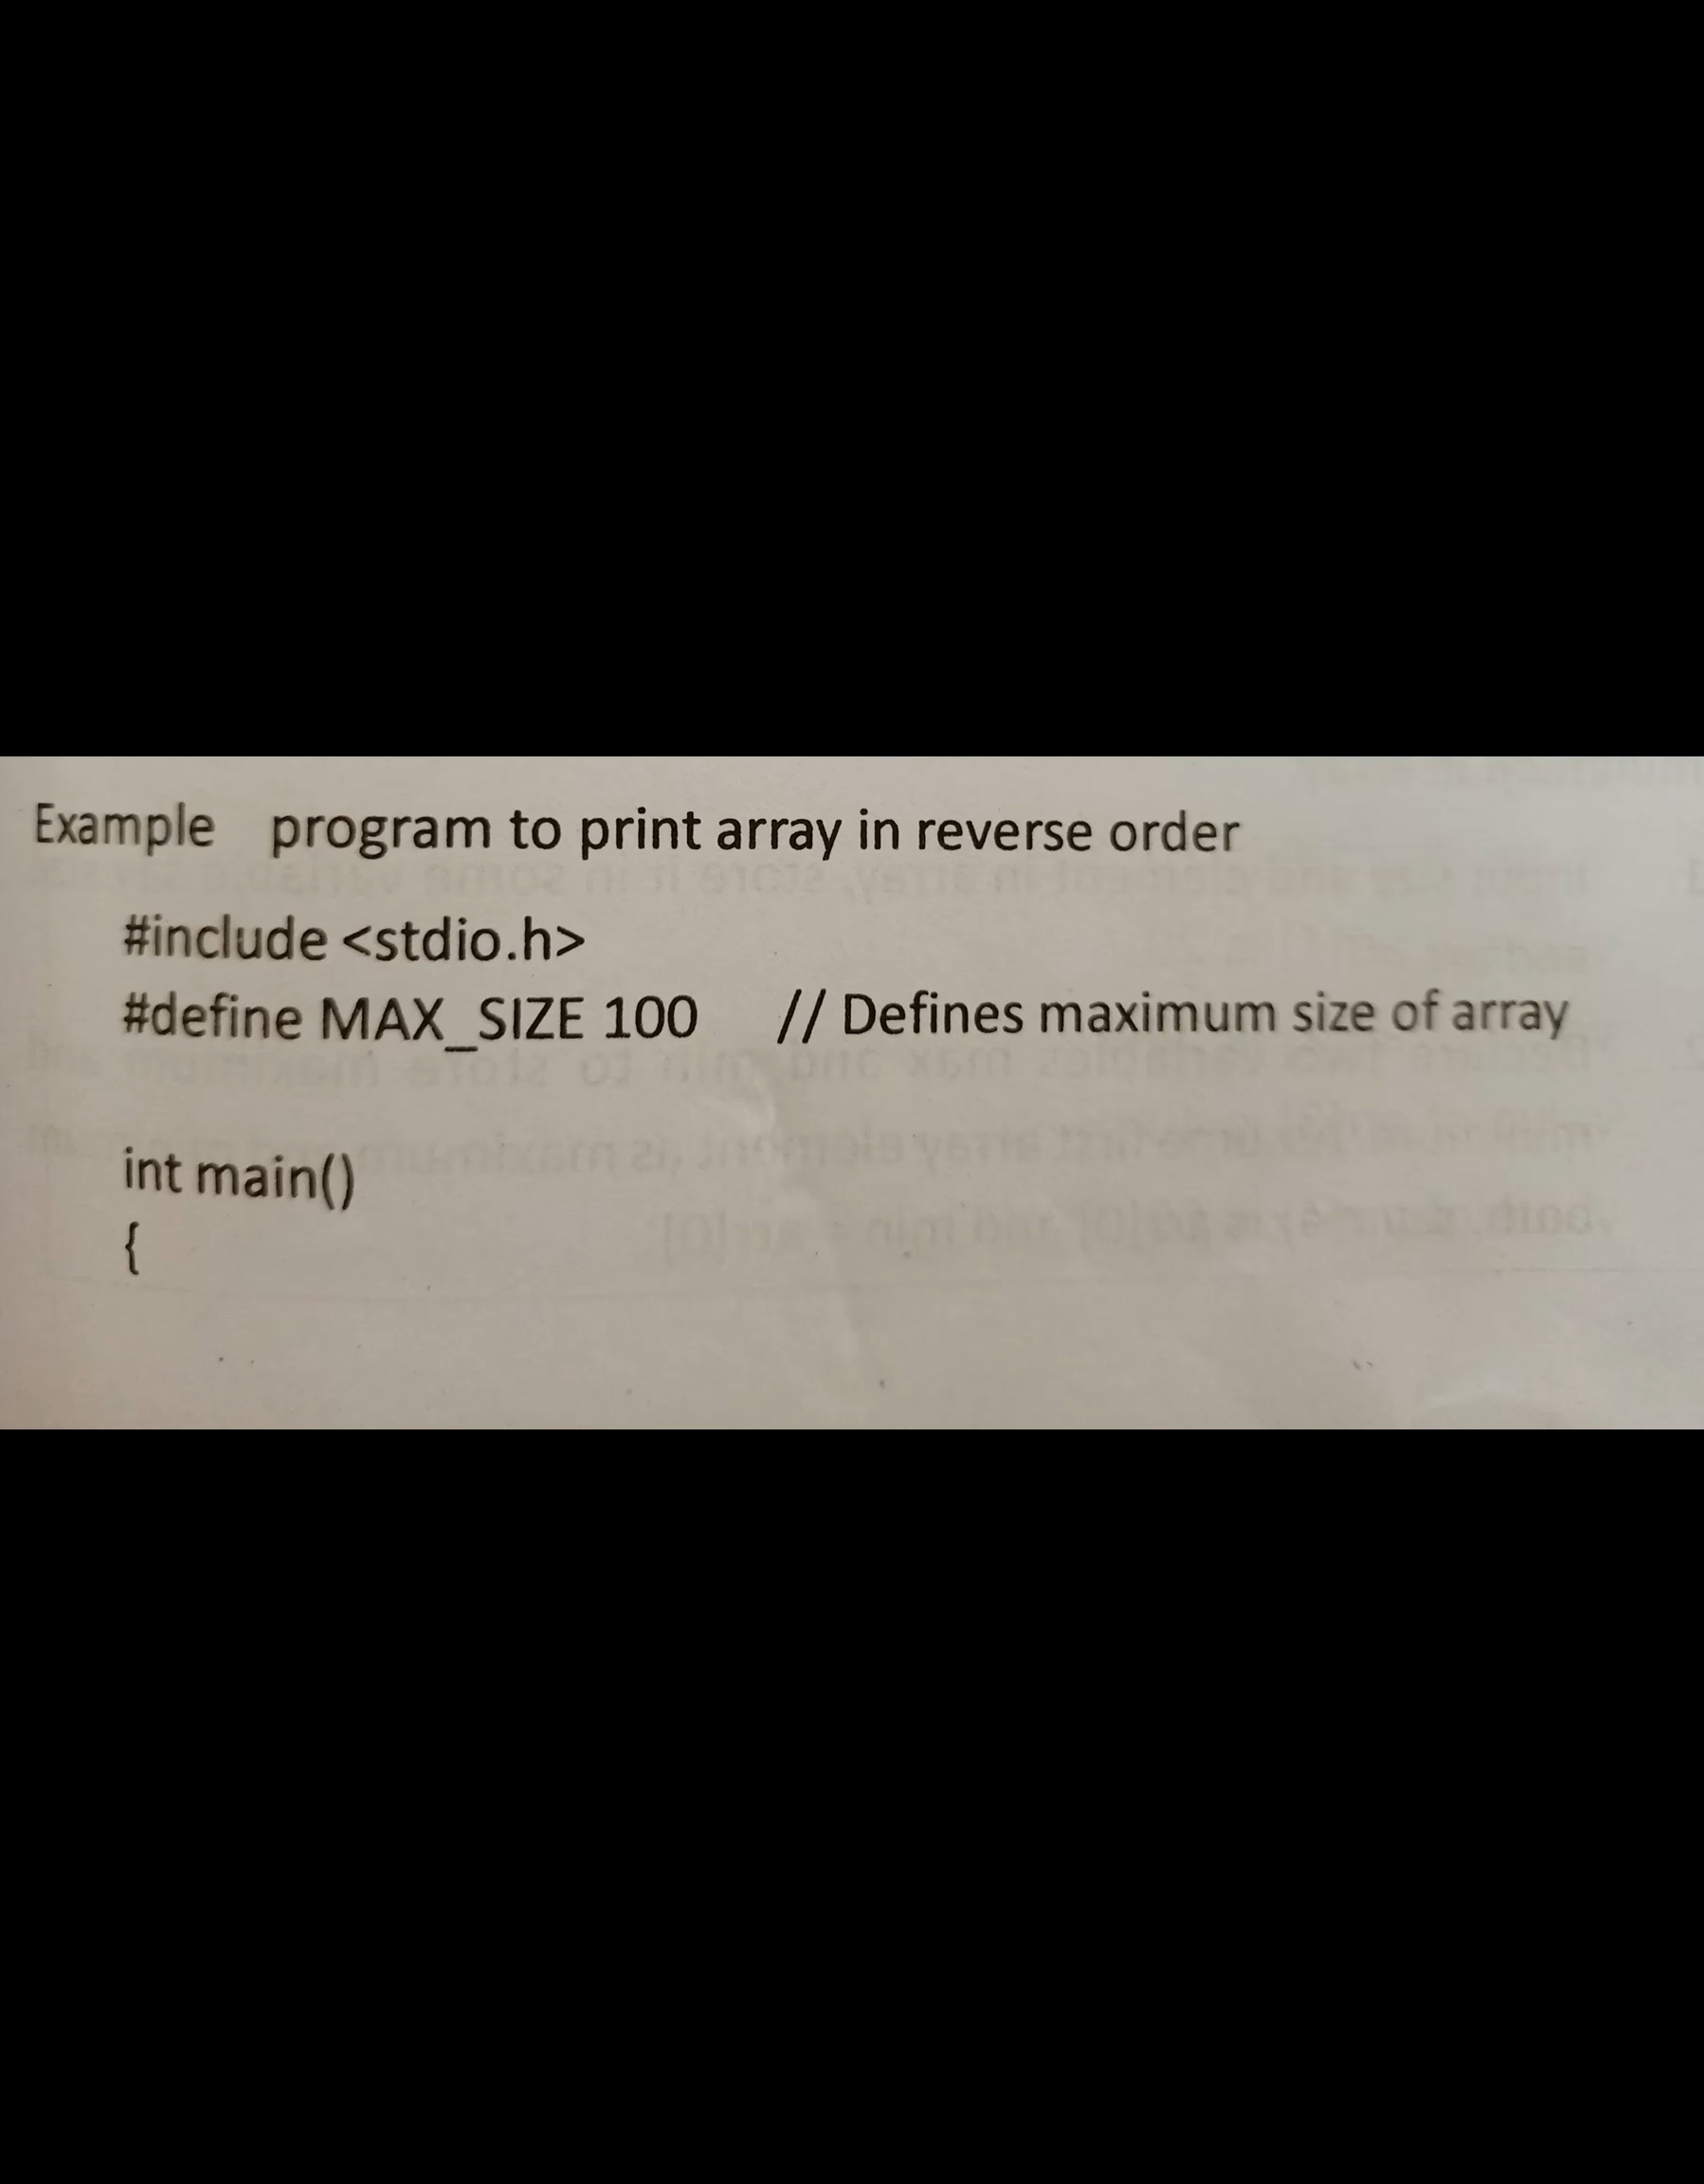 Example program to print array in reverse order
#include <stdio.h>
#define MAX_SIZE 100 // Defines maximum size of array
int main()
{